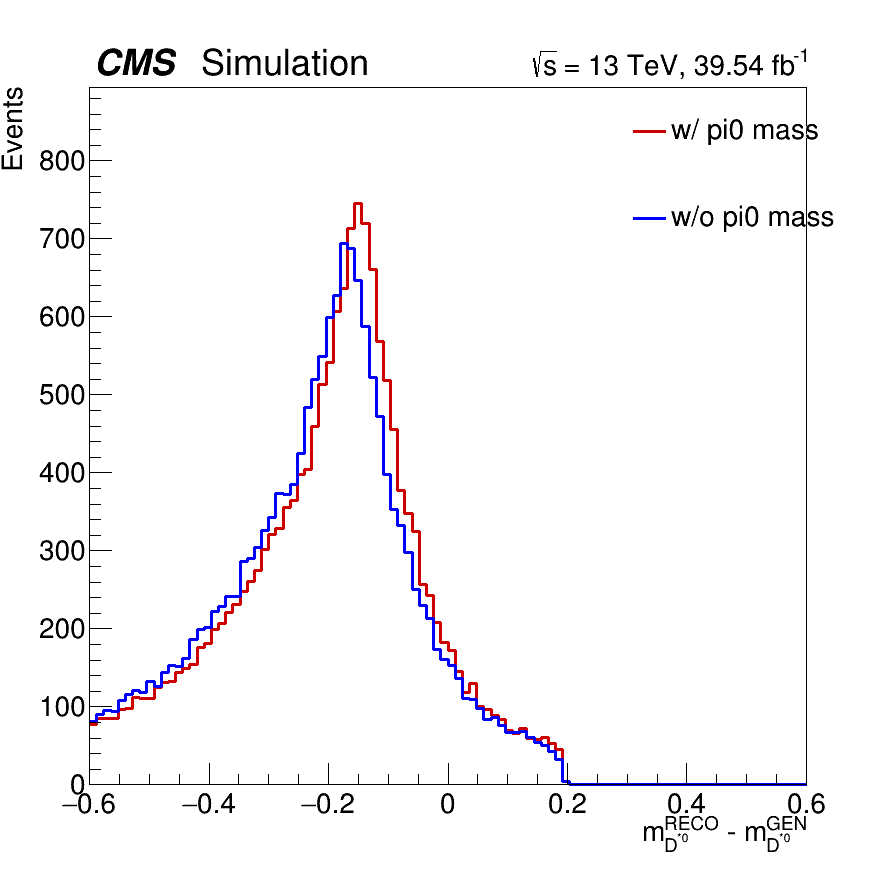 CMS Simulation
√s = 13 TeV, 39.54 fb⁻¹
Events
w/ pi0 mass
w/o pi0 mass
800
700
600
500
400
300
200
100
0
−0.6 −0.4 −0.2 0 0.2 0.4 0.6
m_{D^{*0}}^{RECO} - m_{D^{*0}}^{GEN}